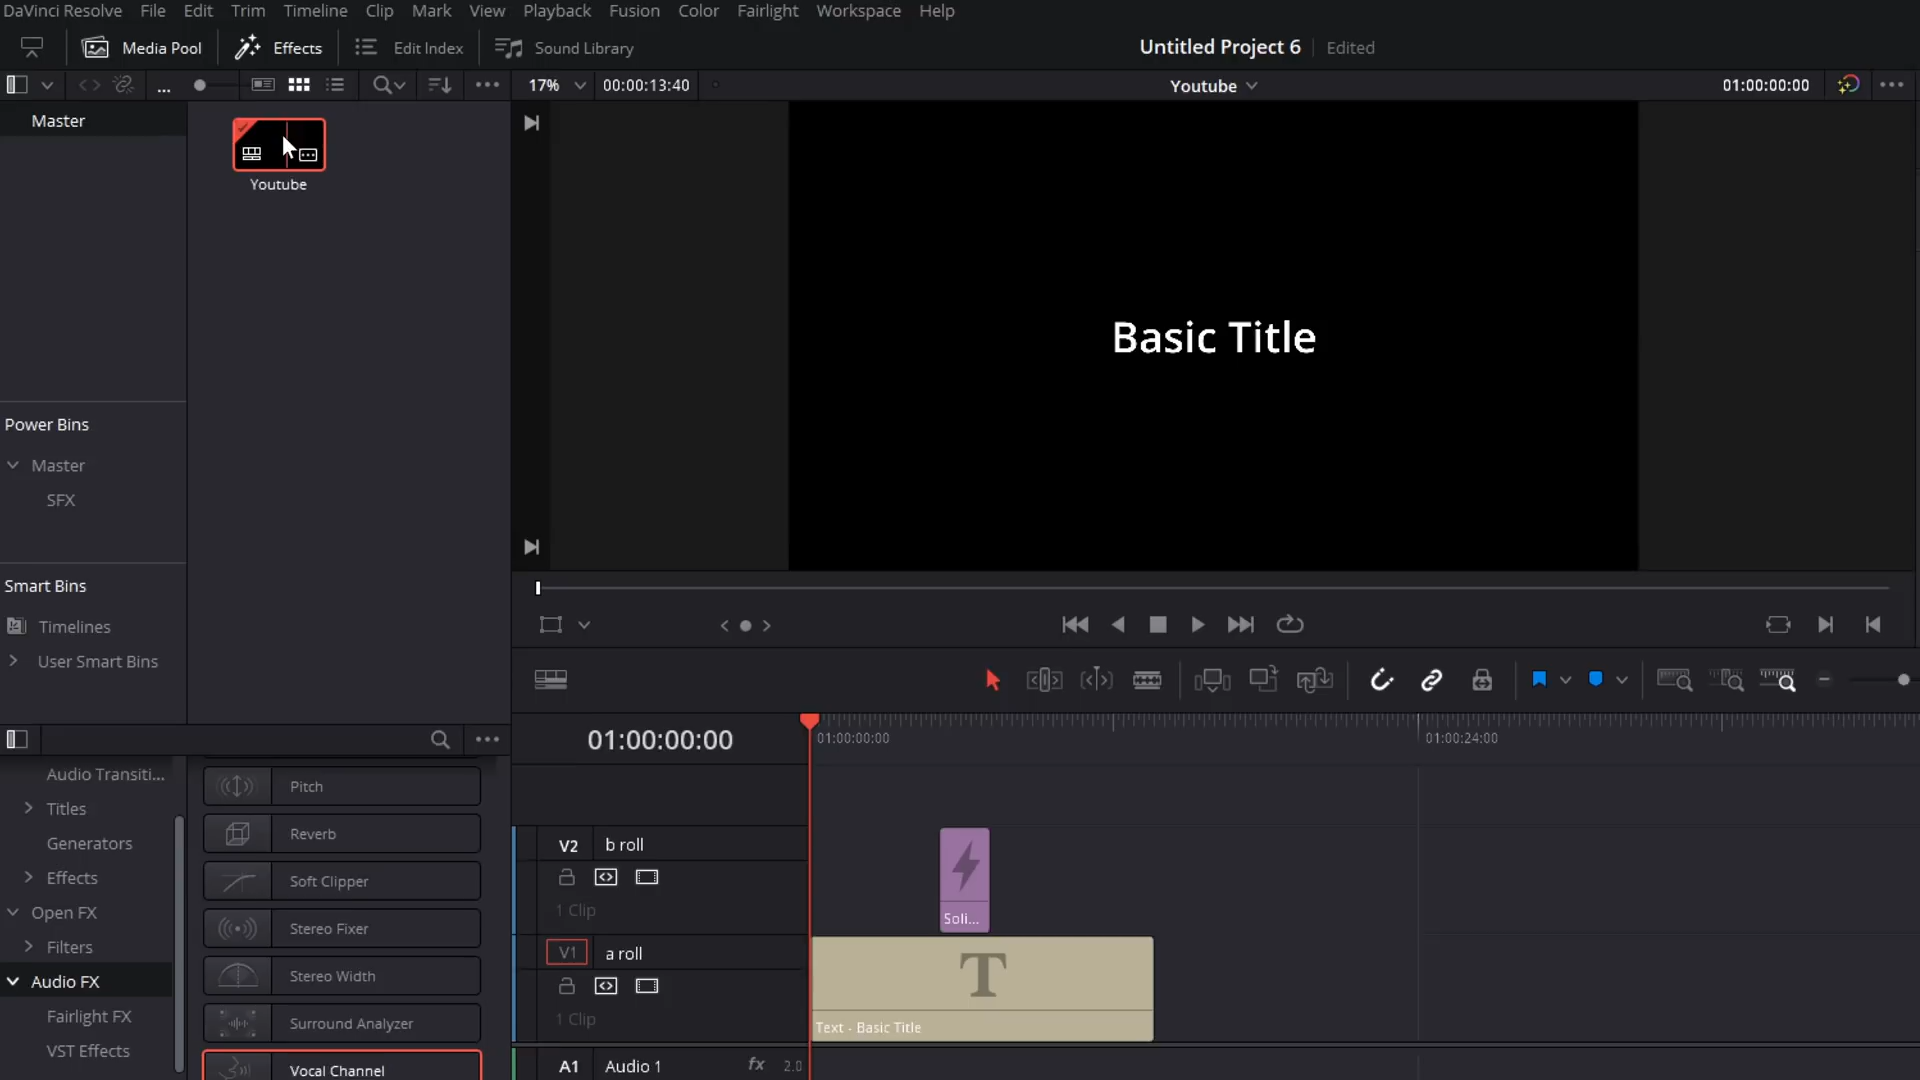 DaVinci Resolve File Edit Trim Timeline Clip Mark View Playback Fusion Color Fairlight Workspace Help
Media Pool Effects Edit Index Sound Library Untitled Project 6 Edited
... 17% 00:00:13:40 Youtube 01:00:00:00
Master
Youtube
Basic Title
Power Bins
Master
SFX
Smart Bins
Timelines
User Smart Bins
01:00:00:00 01:00:00:00 01:00:24:00
Audio Transiti...
Titles
Generators
Effects
Open FX
Filters
Audio FX
Fairlight FX
VST Effects
Pitch
Reverb
Soft Clipper
Stereo Fixer
Stereo Width
Surround Analyzer
Vocal Channel
V2 b roll
1 Clip
Soli...
V1 a roll
1 Clip
T
Text - Basic Title
A1 Audio 1 fx 2.0